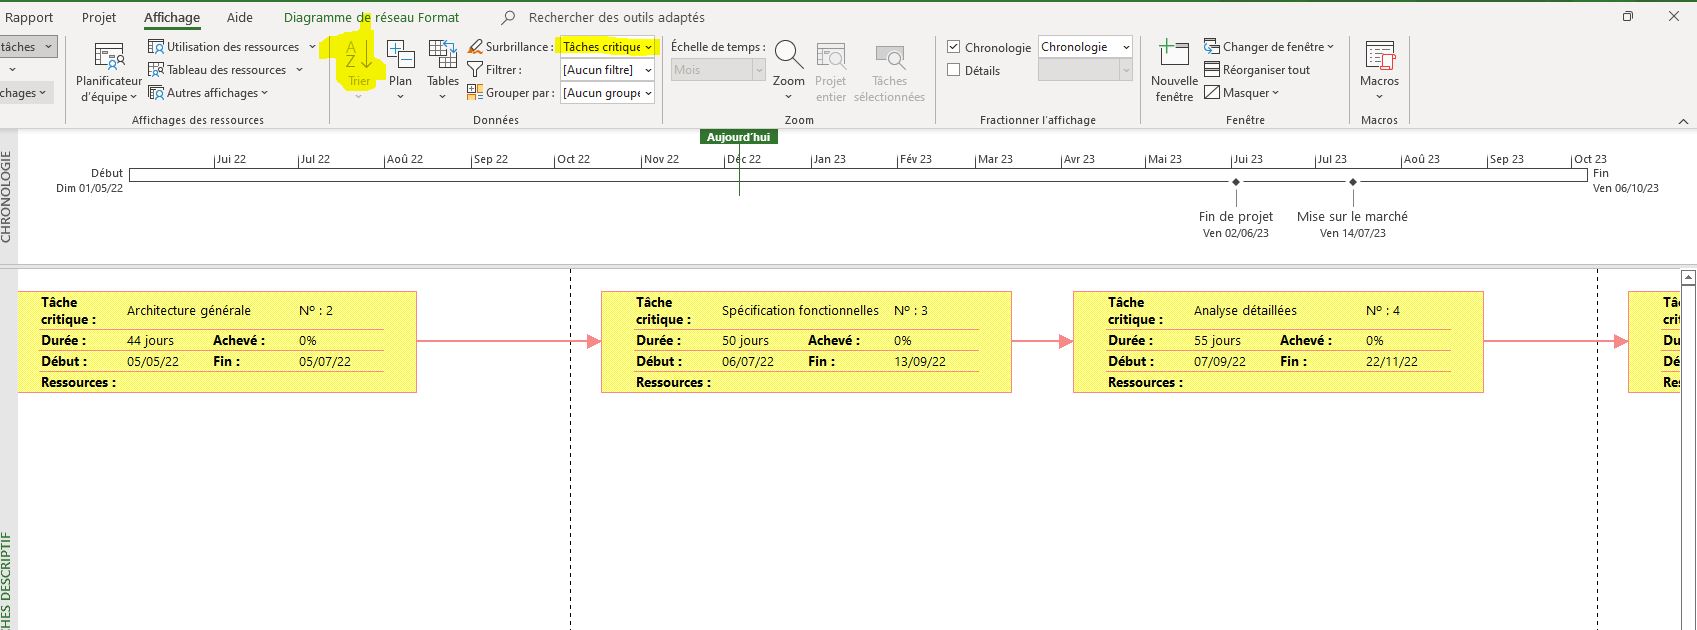 Rapport Projet Affichage Aide Diagramme de réseau Format Rechercher des outils adaptés
tâches Utilisation des ressources Surbrillance : Tâches critique Échelle de temps : Chronologie Chronologie Changer de fenêtre
Tableau des ressources Filtrer : [Aucun filtre] Mois Détails Réorganiser tout
chages Autres affichages Grouper par : [Aucun groupe Masquer
Planificateur d'équipe Trier Plan Tables Zoom Projet entier Tâches sélectionnées Nouvelle fenêtre Macros
Affichages des ressources Données Zoom Fractionner l'affichage Fenêtre Macros
Aujourd'hui
Jui 22 Jul 22 Aoû 22 Sep 22 Oct 22 Nov 22 Déc 22 Jan 23 Fév 23 Mar 23 Avr 23 Mai 23 Jui 23 Jul 23 Aoû 23 Sep 23 Oct 23
CHRONOLOGIE
Début
Dim 01/05/22
Fin
Ven 06/10/23
Fin de projet
Ven 02/06/23
Mise sur le marché
Ven 14/07/23
Tâche critique : Architecture générale Nº : 2
Durée : 44 jours Achevé : 0%
Début : 05/05/22 Fin : 05/07/22
Ressources :
Tâche critique : Spécification fonctionnelles Nº : 3
Durée : 50 jours Achevé : 0%
Début : 06/07/22 Fin : 13/09/22
Ressources :
Tâche critique : Analyse détaillées Nº : 4
Durée : 55 jours Achevé : 0%
Début : 07/09/22 Fin : 22/11/22
Ressources :
HES DESCRIPTIF